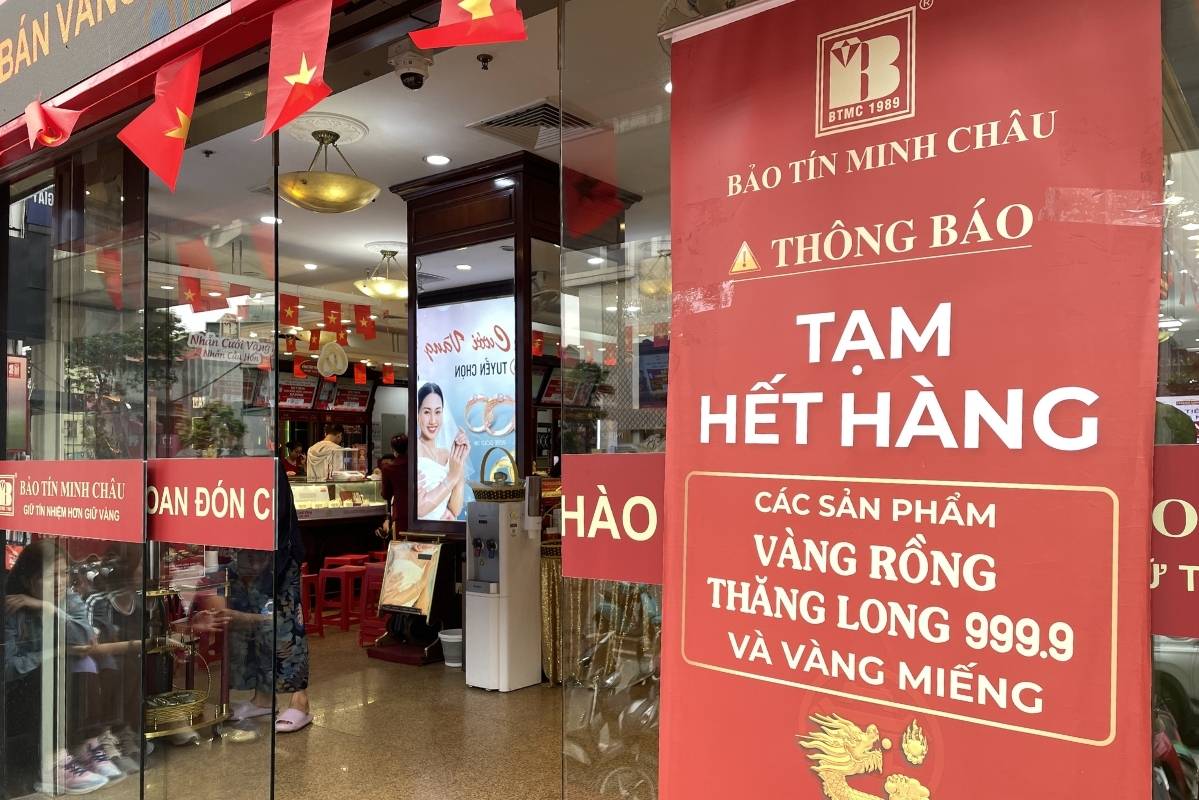 BÁN VÀNG
Nhẫn Cưới Vàng
Nhẫn Cầu Hôn
Cưới Vàng
TUYỂN CHỌN
BẢO TÍN MINH CHÂU
GIỮ TÍN NHIỆM HƠN GIỮ VÀNG
OAN ĐÓN C
HÀO
BTMC 1989
®
BẢO TÍN MINH CHÂU
THÔNG BÁO
TẠM
HẾT HÀNG
CÁC SẢN PHẨM
VÀNG RỒNG
THĂNG LONG 999.9
VÀ VÀNG MIẾNG